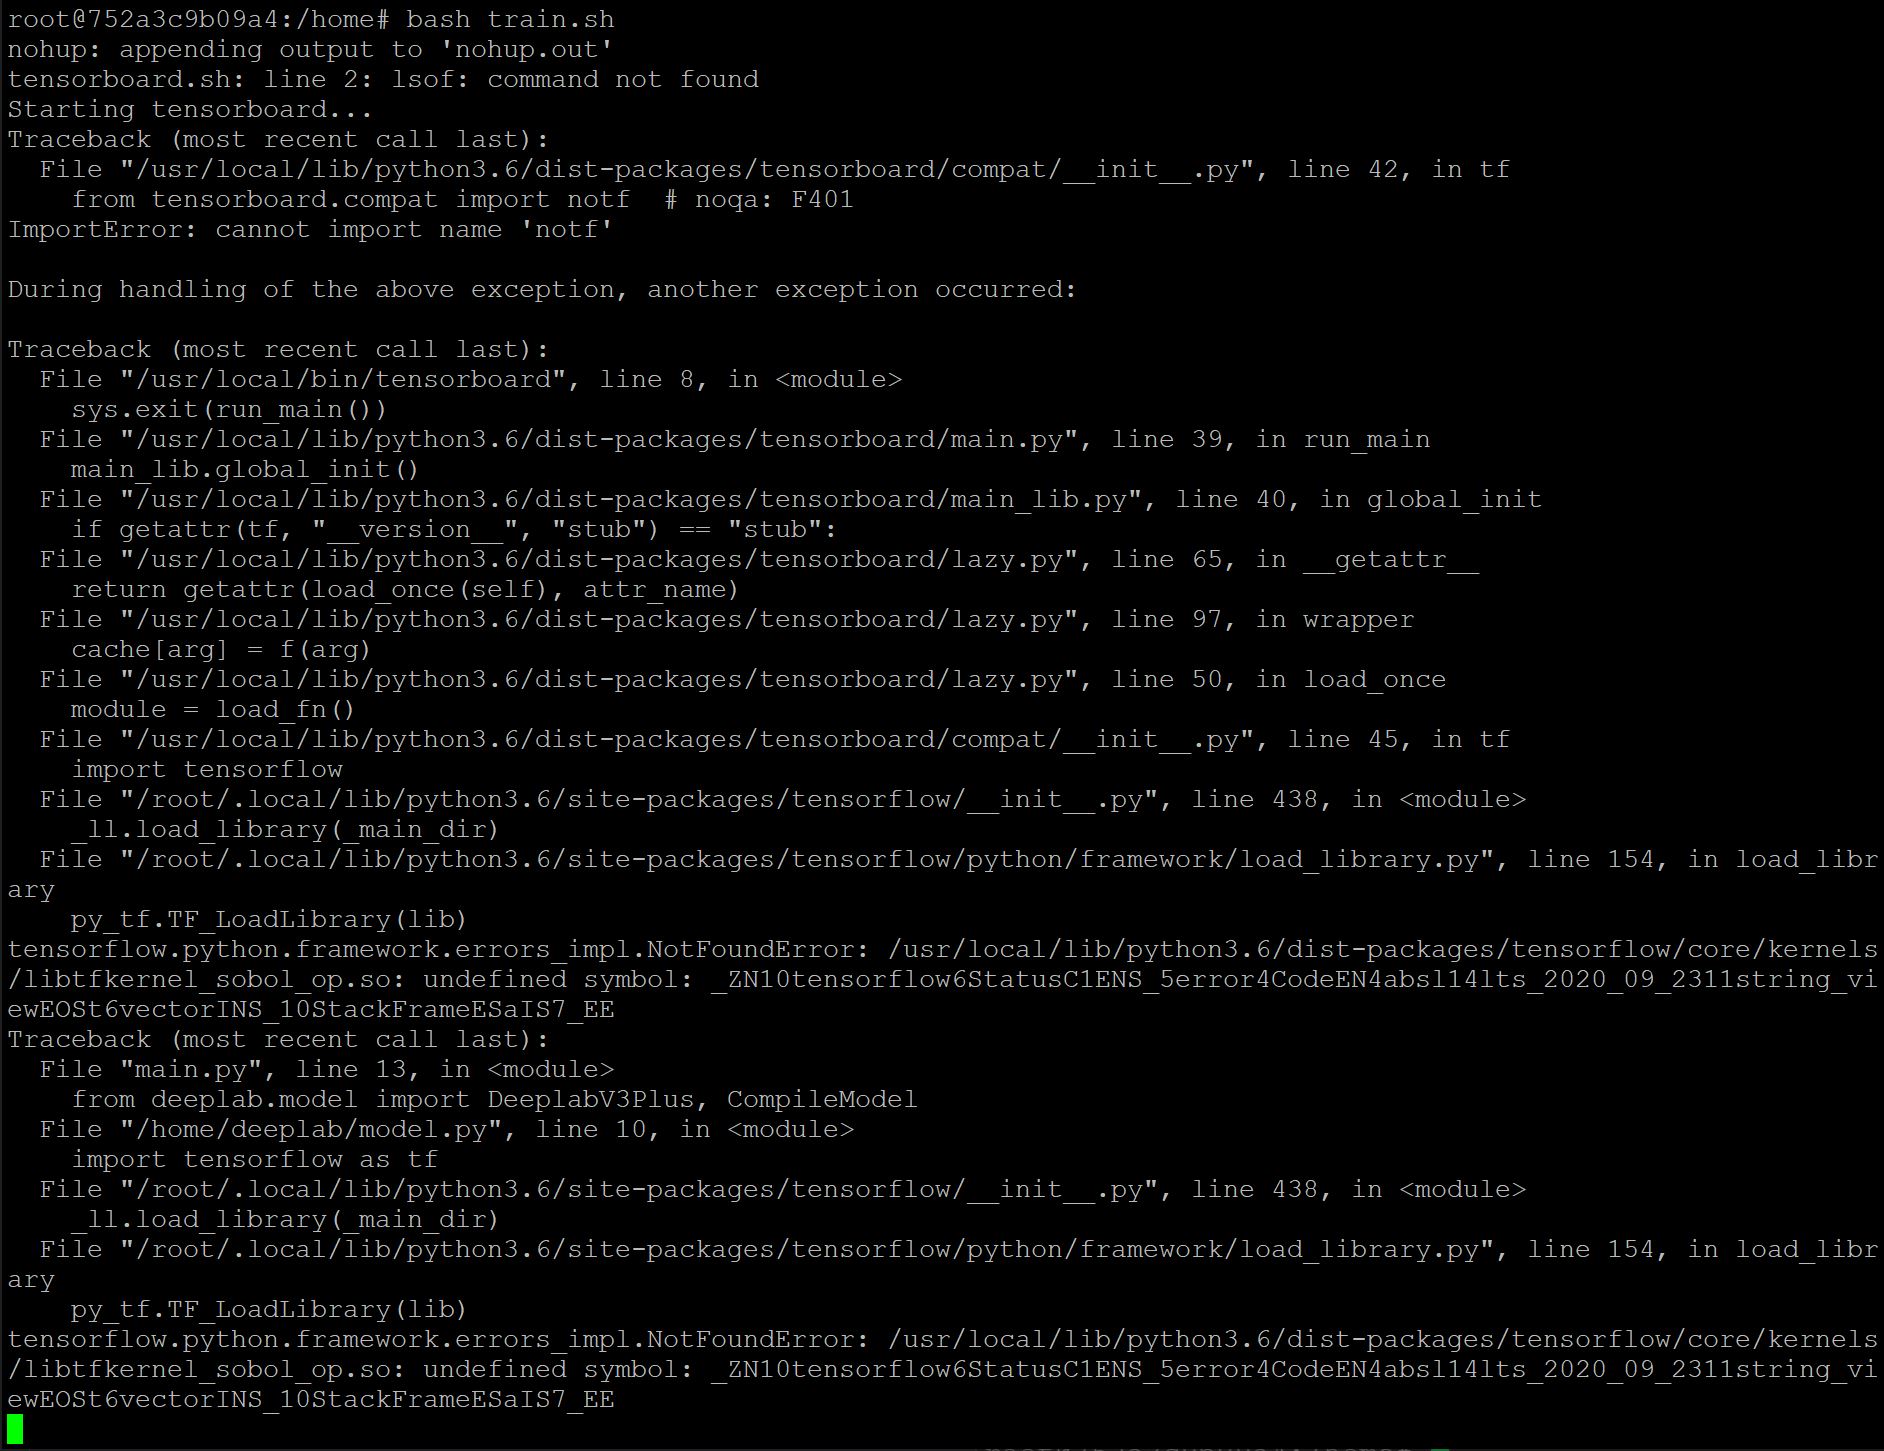 root@752a3c9b09a4:/home# bash train.sh
nohup: appending output to 'nohup.out'
tensorboard.sh: line 2: lsof: command not found
Starting tensorboard...
Traceback (most recent call last):
  File "/usr/local/lib/python3.6/dist-packages/tensorboard/compat/__init__.py", line 42, in tf
    from tensorboard.compat import notf  # noqa: F401
ImportError: cannot import name 'notf'

During handling of the above exception, another exception occurred:

Traceback (most recent call last):
  File "/usr/local/bin/tensorboard", line 8, in <module>
    sys.exit(run_main())
  File "/usr/local/lib/python3.6/dist-packages/tensorboard/main.py", line 39, in run_main
    main_lib.global_init()
  File "/usr/local/lib/python3.6/dist-packages/tensorboard/main_lib.py", line 40, in global_init
    if getattr(tf, "__version__", "stub") == "stub":
  File "/usr/local/lib/python3.6/dist-packages/tensorboard/lazy.py", line 65, in __getattr__
    return getattr(load_once(self), attr_name)
  File "/usr/local/lib/python3.6/dist-packages/tensorboard/lazy.py", line 97, in wrapper
    cache[arg] = f(arg)
  File "/usr/local/lib/python3.6/dist-packages/tensorboard/lazy.py", line 50, in load_once
    module = load_fn()
  File "/usr/local/lib/python3.6/dist-packages/tensorboard/compat/__init__.py", line 45, in tf
    import tensorflow
  File "/root/.local/lib/python3.6/site-packages/tensorflow/__init__.py", line 438, in <module>
    _ll.load_library(_main_dir)
  File "/root/.local/lib/python3.6/site-packages/tensorflow/python/framework/load_library.py", line 154, in load_libr
ary
    py_tf.TF_LoadLibrary(lib)
tensorflow.python.framework.errors_impl.NotFoundError: /usr/local/lib/python3.6/dist-packages/tensorflow/core/kernels
/libtfkernel_sobol_op.so: undefined symbol: _ZN10tensorflow6StatusC1ENS_5error4CodeEN4absl14lts_2020_09_2311string_vi
ewEOSt6vectorINS_10StackFrameESaIS7_EE
Traceback (most recent call last):
  File "main.py", line 13, in <module>
    from deeplab.model import DeeplabV3Plus, CompileModel
  File "/home/deeplab/model.py", line 10, in <module>
    import tensorflow as tf
  File "/root/.local/lib/python3.6/site-packages/tensorflow/__init__.py", line 438, in <module>
    _ll.load_library(_main_dir)
  File "/root/.local/lib/python3.6/site-packages/tensorflow/python/framework/load_library.py", line 154, in load_libr
ary
    py_tf.TF_LoadLibrary(lib)
tensorflow.python.framework.errors_impl.NotFoundError: /usr/local/lib/python3.6/dist-packages/tensorflow/core/kernels
/libtfkernel_sobol_op.so: undefined symbol: _ZN10tensorflow6StatusC1ENS_5error4CodeEN4absl14lts_2020_09_2311string_vi
ewEOSt6vectorINS_10StackFrameESaIS7_EE